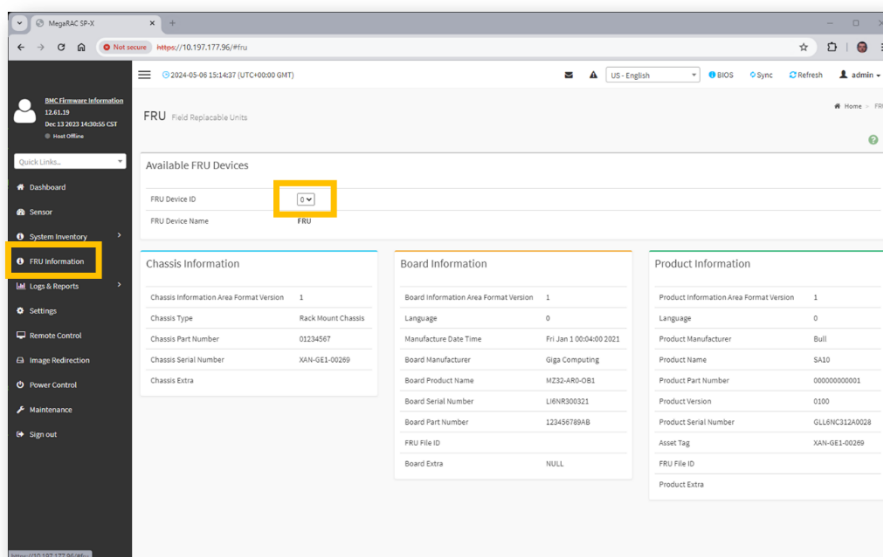 MegaRAC SP-X
Not secure https://10.197.177.96/#fru
2024-05-06 15:14:37 (UTC+00:00 GMT)
US - English
BIOS
Sync
Refresh
admin
BMC Firmware Information
12.61.19
Dec 13 2023 14:30:55 CST
Host Offline
Quick Links...
Dashboard
Sensor
System Inventory
FRU Information
Logs & Reports
Settings
Remote Control
Image Redirection
Power Control
Maintenance
Sign out
FRU Field Replacable Units
Home > FRU
Available FRU Devices
FRU Device ID 0
FRU Device Name FRU
Chassis Information
Chassis Information Area Format Version 1
Chassis Type Rack Mount Chassis
Chassis Part Number 01234567
Chassis Serial Number XAN-GE1-00269
Chassis Extra
Board Information
Board Information Area Format Version 1
Language 0
Manufacture Date Time Fri Jan 1 00:04:00 2021
Board Manufacturer Giga Computing
Board Product Name MZ32-AR0-OB1
Board Serial Number LI6NR300321
Board Part Number 123456789AB
FRU File ID
Board Extra NULL
Product Information
Product Information Area Format Version 1
Language 0
Product Manufacturer Bull
Product Name SA10
Product Part Number 000000000001
Product Version 0100
Product Serial Number GLL6NC312A0028
Asset Tag XAN-GE1-00269
FRU File ID
Product Extra
https://10.197.177.96/#fru